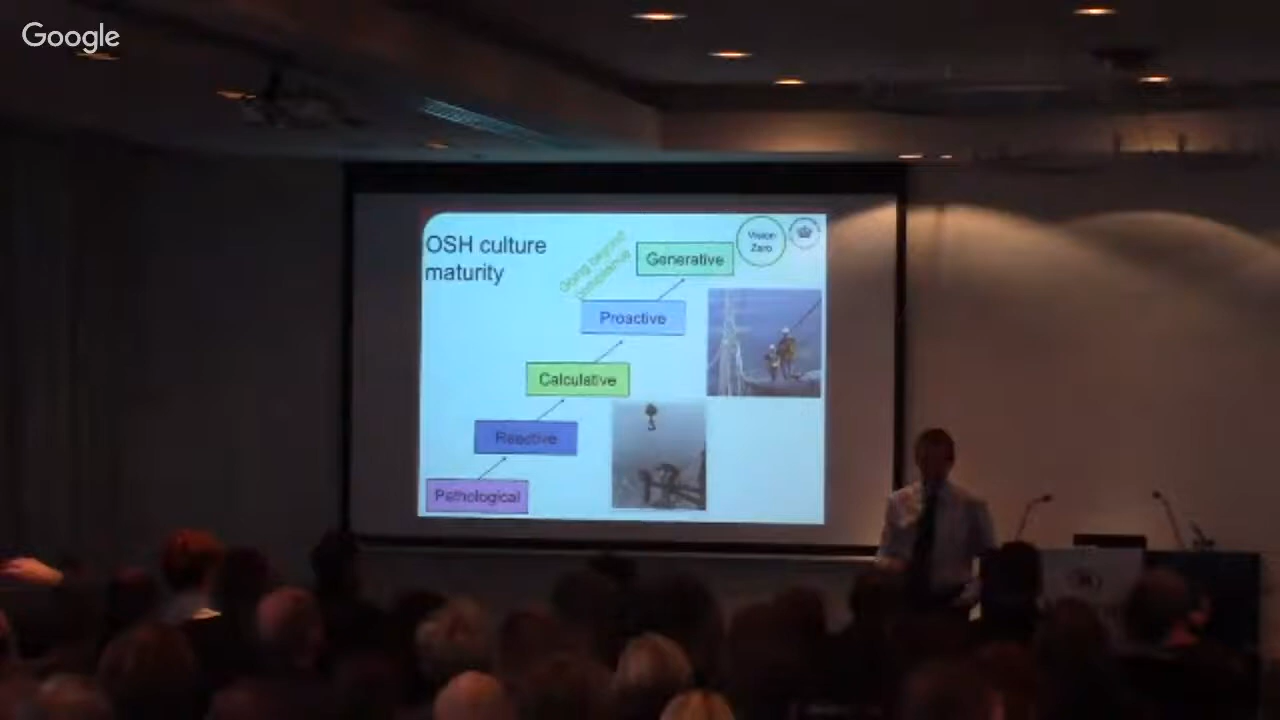 Google
OSH culture
maturity
Going beyond
compliance
Generative
Vision
Zero
Proactive
Calculative
Reactive
Pathological